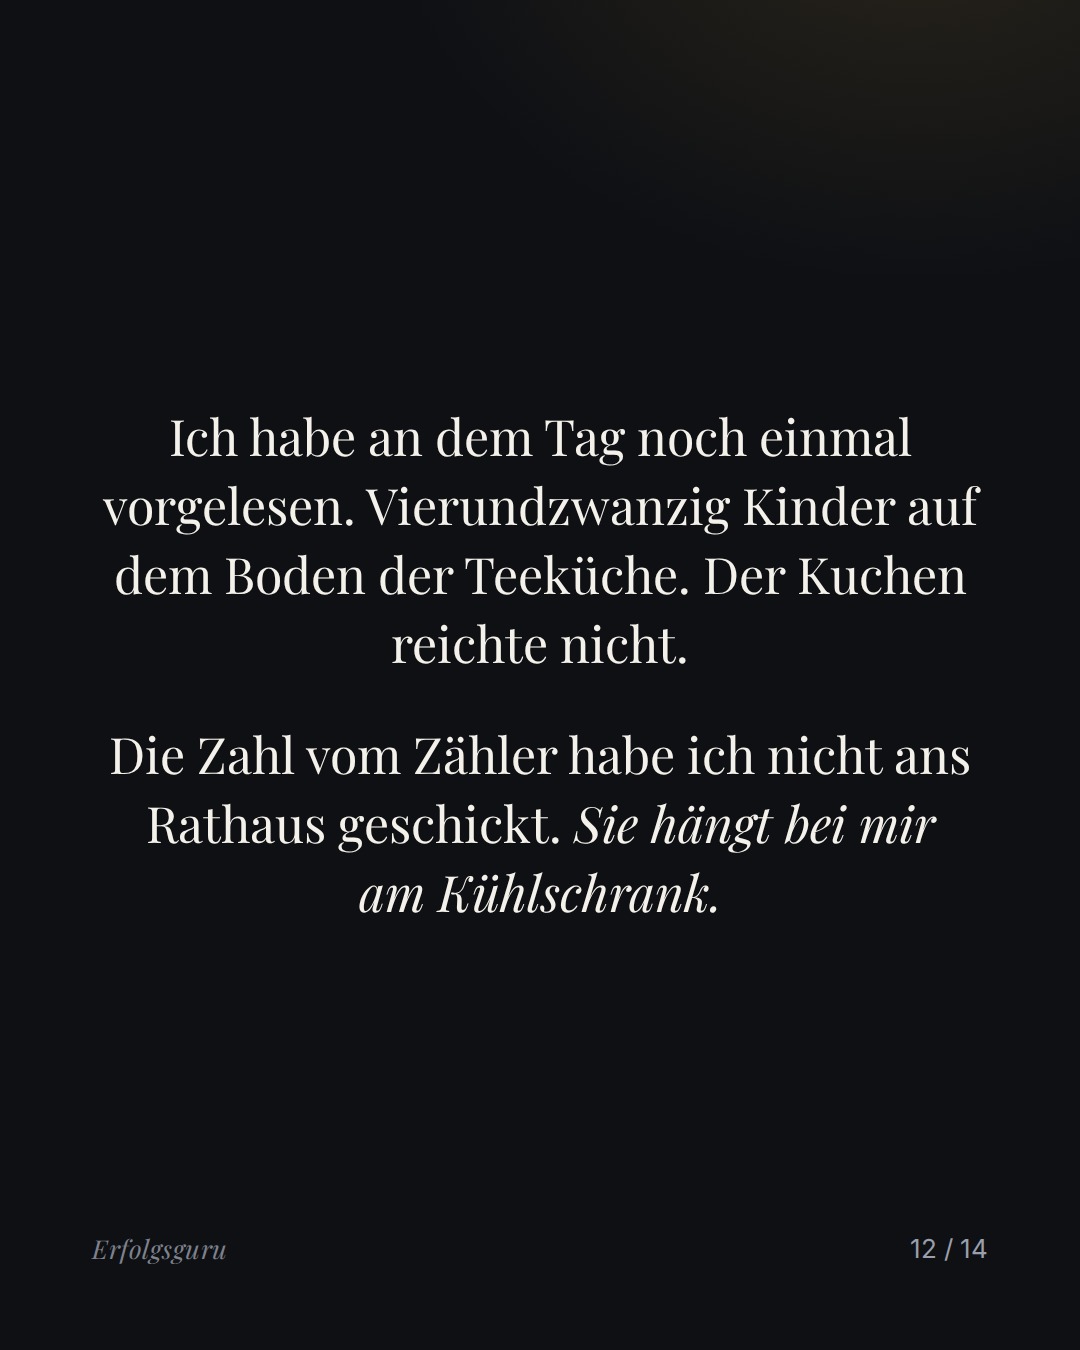 Ich habe an dem Tag noch einmal
vorgelesen. Vierundzwanzig Kinder auf
dem Boden der Teeküche. Der Kuchen
reichte nicht.
Die Zahl vom Zähler habe ich nicht ans
Rathaus geschickt. Sie hängt bei mir
am Kühlschrank.
Erfolgsguru
12 / 14